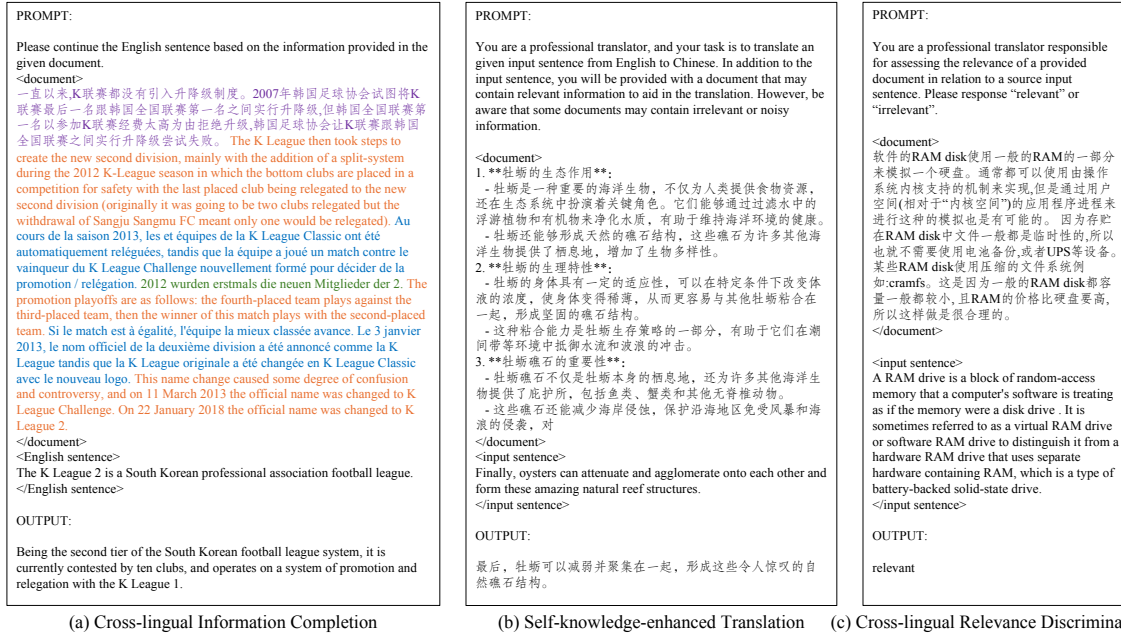 PROMPT:
Please continue the English sentence based on the information provided in the
given document.
<document>
一直以来,K联赛都没有引入升降级制度。2007年韩国足球协会试图将K
联赛最后一名跟韩国全国联赛第一名之间实行升降级,但韩国全国联赛第
一名以参加K联赛经费太高为由拒绝升级,韩国足球协会让K联赛跟韩国
全国联赛之间实行升降级尝试失败。 The K League then took steps to
create the new second division, mainly with the addition of a split-system
during the 2012 K-League season in which the bottom clubs are placed in a
competition for safety with the last placed club being relegated to the new
second division (originally it was going to be two clubs relegated but the
withdrawal of Sangju Sangmu FC meant only one would be relegated). Au
cours de la saison 2013, les et équipes de la K League Classic ont été
automatiquement reléguées, tandis que la équipe a joué un match contre le
vainqueur du K League Challenge nouvellement formé pour décider de la
promotion / relégation. 2012 wurden erstmals die neuen Mitglieder der 2. The
promotion playoffs are as follows: the fourth-placed team plays against the
third-placed team, then the winner of this match plays with the second-placed
team. Si le match est à égalité, l'équipe la mieux classée avance. Le 3 janvier
2013, le nom officiel de la deuxième division a été annoncé comme la K
League tandis que la K League originale a été changée en K League Classic
avec le nouveau logo. This name change caused some degree of confusion
and controversy, and on 11 March 2013 the official name was changed to K
League Challenge. On 22 January 2018 the official name was changed to K
League 2.
</document>
<English sentence>
The K League 2 is a South Korean professional association football league.
</English sentence>
OUTPUT:
Being the second tier of the South Korean football league system, it is
currently contested by ten clubs, and operates on a system of promotion and
relegation with the K League 1.
(a) Cross-lingual Information Completion
PROMPT:
You are a professional translator, and your task is to translate an
given input sentence from English to Chinese. In addition to the
input sentence, you will be provided with a document that may
contain relevant information to aid in the translation. However, be
aware that some documents may contain irrelevant or noisy
information.
<document>
1. **牡蛎的生态作用**:
- 牡蛎是一种重要的海洋生物，不仅为人类提供食物资源，
还在生态系统中扮演着关键角色。它们能够通过过滤水中的
浮游植物和有机物来净化水质，有助于维持海洋环境的健康。
- 牡蛎还能够形成天然的礁石结构，这些礁石为许多其他海
洋生物提供了栖息地，增加了生物多样性。
2. **牡蛎的生理特性**:
- 牡蛎的身体具有一定的适应性，可以在特定条件下改变体
液的浓度，使身体变得稀薄，从而更容易与其他牡蛎粘合在
一起，形成坚固的礁石结构。
- 这种粘合能力是牡蛎生存策略的一部分，有助于它们在潮
间带等环境中抵御水流和波浪的冲击。
3. **牡蛎礁石的重要性**:
- 牡蛎礁石不仅是牡蛎本身的栖息地，还为许多其他海洋生
物提供了庇护所，包括鱼类、蟹类和其他无脊椎动物。
- 这些礁石还能减少海岸侵蚀，保护沿海地区免受风暴和海
浪的侵袭，对
</document>
<input sentence>
Finally, oysters can attenuate and agglomerate onto each other and
form these amazing natural reef structures.
</input sentence>
OUTPUT:
最后，牡蛎可以减弱并聚集在一起，形成这些令人惊叹的自
然礁石结构。
(b) Self-knowledge-enhanced Translation
PROMPT:
You are a professional translator responsible
for assessing the relevance of a provided
document in relation to a source input
sentence. Please response “relevant” or
“irrelevant”.
<document>
软件的RAM disk使用一般的RAM的一部分
来模拟一个硬盘。通常都可以使用由操作
系统内核支持的机制来实现,但是通过用户
空间(相对于“内核空间”)的应用程序进程来
进行这种的模拟也是有可能的。 因为存贮
在RAM disk中文件一般都是临时性的,所以
也就不需要使用电池备份,或者UPS等设备。
某些RAM disk使用压缩的文件系统例
如:cramfs。这是因为一般的RAM disk都容
量一般都较小, 且RAM的价格比硬盘要高,
所以这样做是很合理的。
</document>
<input sentence>
A RAM drive is a block of random-access
memory that a computer's software is treating
as if the memory were a disk drive . It is
sometimes referred to as a virtual RAM drive
or software RAM drive to distinguish it from a
hardware RAM drive that uses separate
hardware containing RAM, which is a type of
battery-backed solid-state drive.
</input sentence>
OUTPUT:
relevant
(c) Cross-lingual Relevance Discrimina